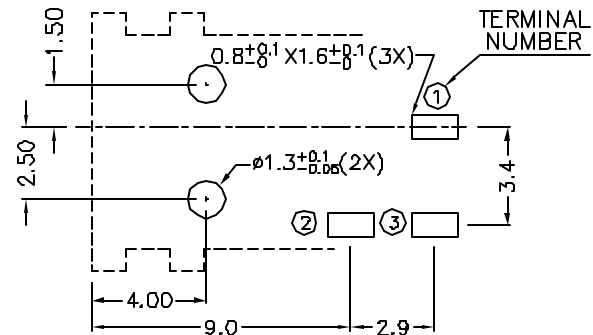 TERMINAL
NUMBER
1.50
0.8+0.1-0 X1.6+0.1-0 (3X)
1
2.50
ø1.3+0.1-0.05(2X)
3.4
2
3
4.00
9.0
2.9